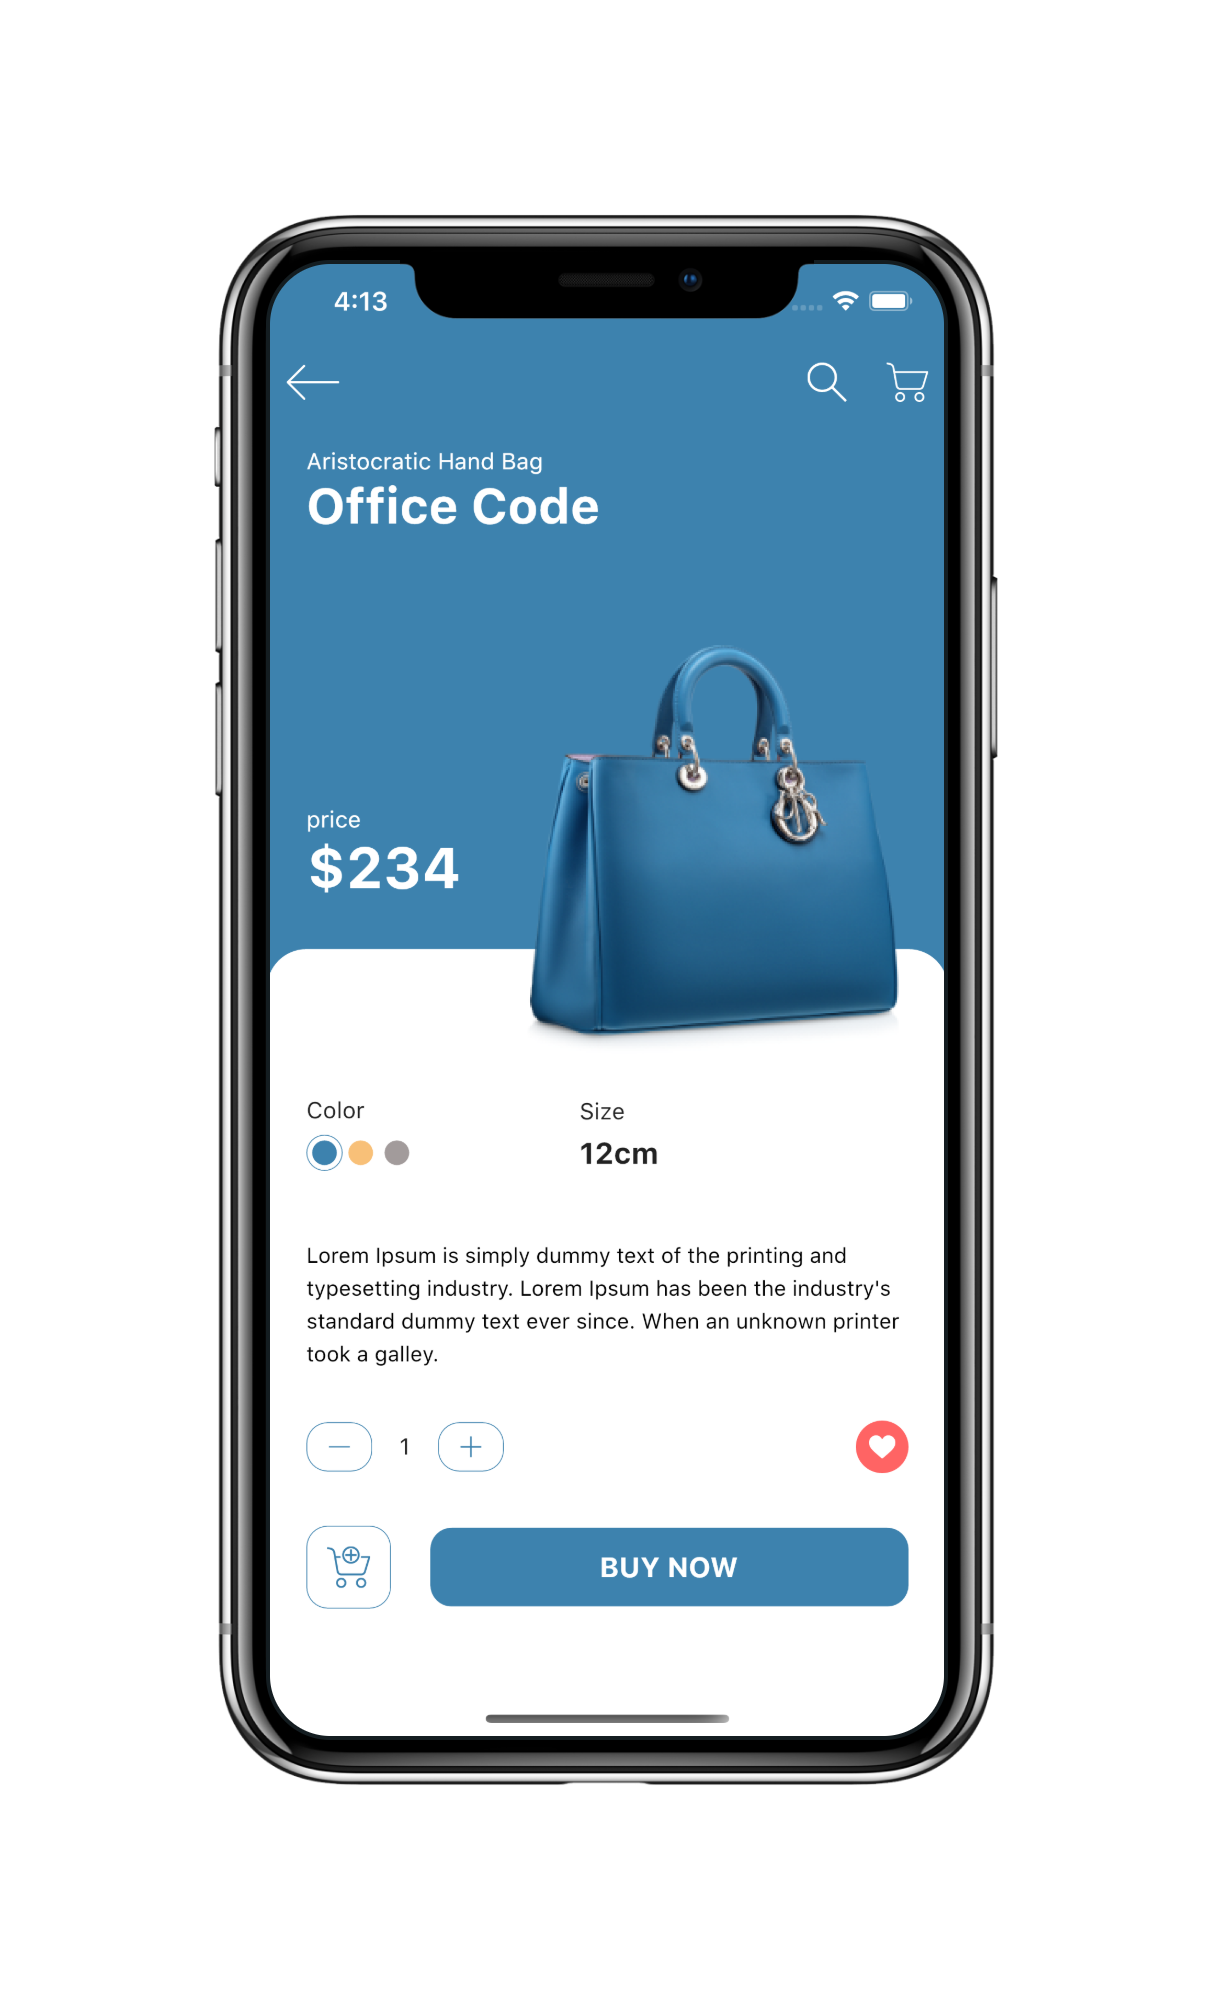 4:13
Aristocratic Hand Bag
Office Code
price
$234
Color
Size
12cm
Lorem Ipsum is simply dummy text of the printing and
typesetting industry. Lorem Ipsum has been the industry's
standard dummy text ever since. When an unknown printer
took a galley.
1
BUY NOW